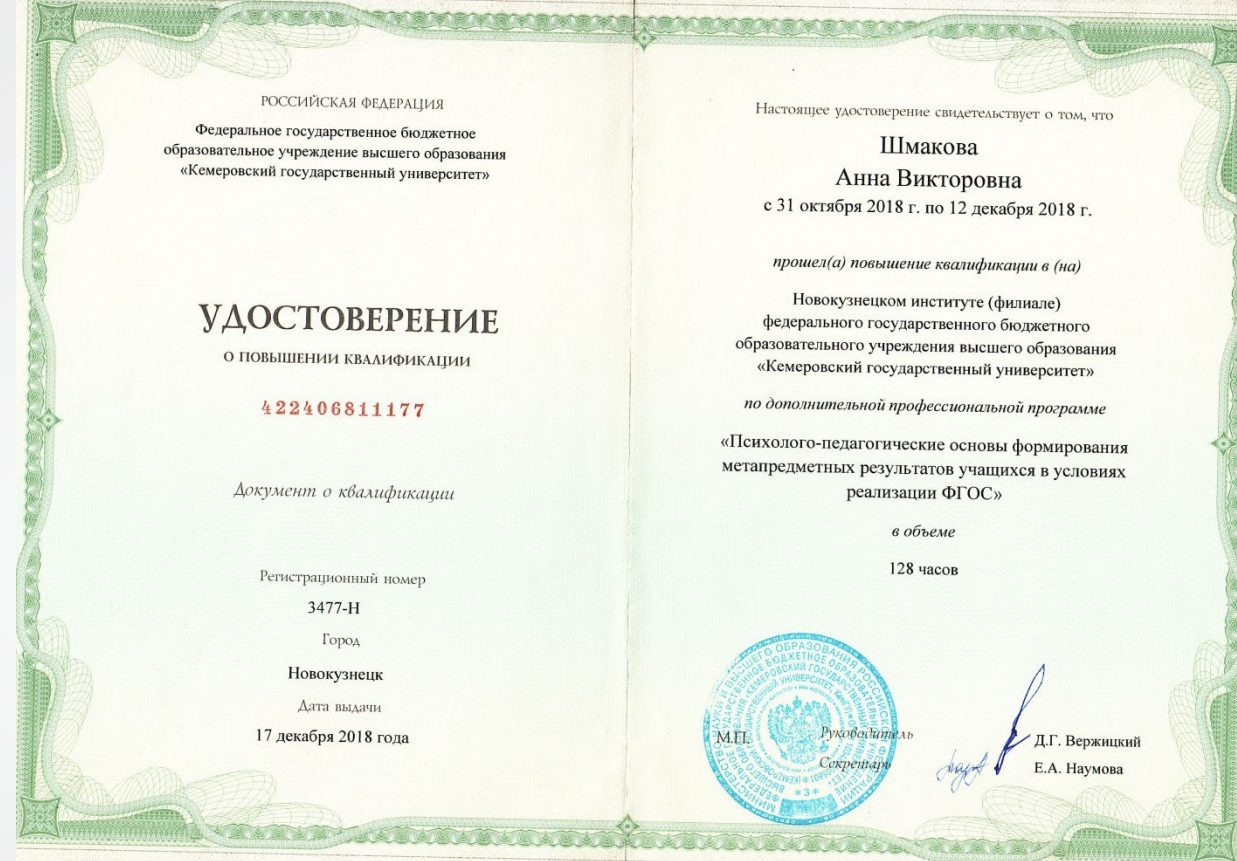 РОССИЙСКАЯ ФЕДЕРАЦИЯ
Федеральное государственное бюджетное
образовательное учреждение высшего образования
«Кемеровский государственный университет»
УДОСТОВЕРЕНИЕ
О ПОВЫШЕНИИ КВАЛИФИКАЦИИ
422406811177
Документ о квалификации
Регистрационный номер
3477-Н
Город
Новокузнецк
Дата выдачи
17 декабря 2018 года
Настоящее удостоверение свидетельствует о том, что
Шмакова
Анна Викторовна
с 31 октября 2018 г. по 12 декабря 2018 г.
прошел(а) повышение квалификации в (на)
Новокузнецком институте (филиале)
федерального государственного бюджетного
образовательного учреждения высшего образования
«Кемеровский государственный университет»
по дополнительной профессиональной программе
«Психолого-педагогические основы формирования
метапредметных результатов учащихся в условиях
реализации ФГОС»
в объеме
128 часов
М.П.
Руководитель
Д.Г. Вержицкий
Секретарь
Е.А. Наумова